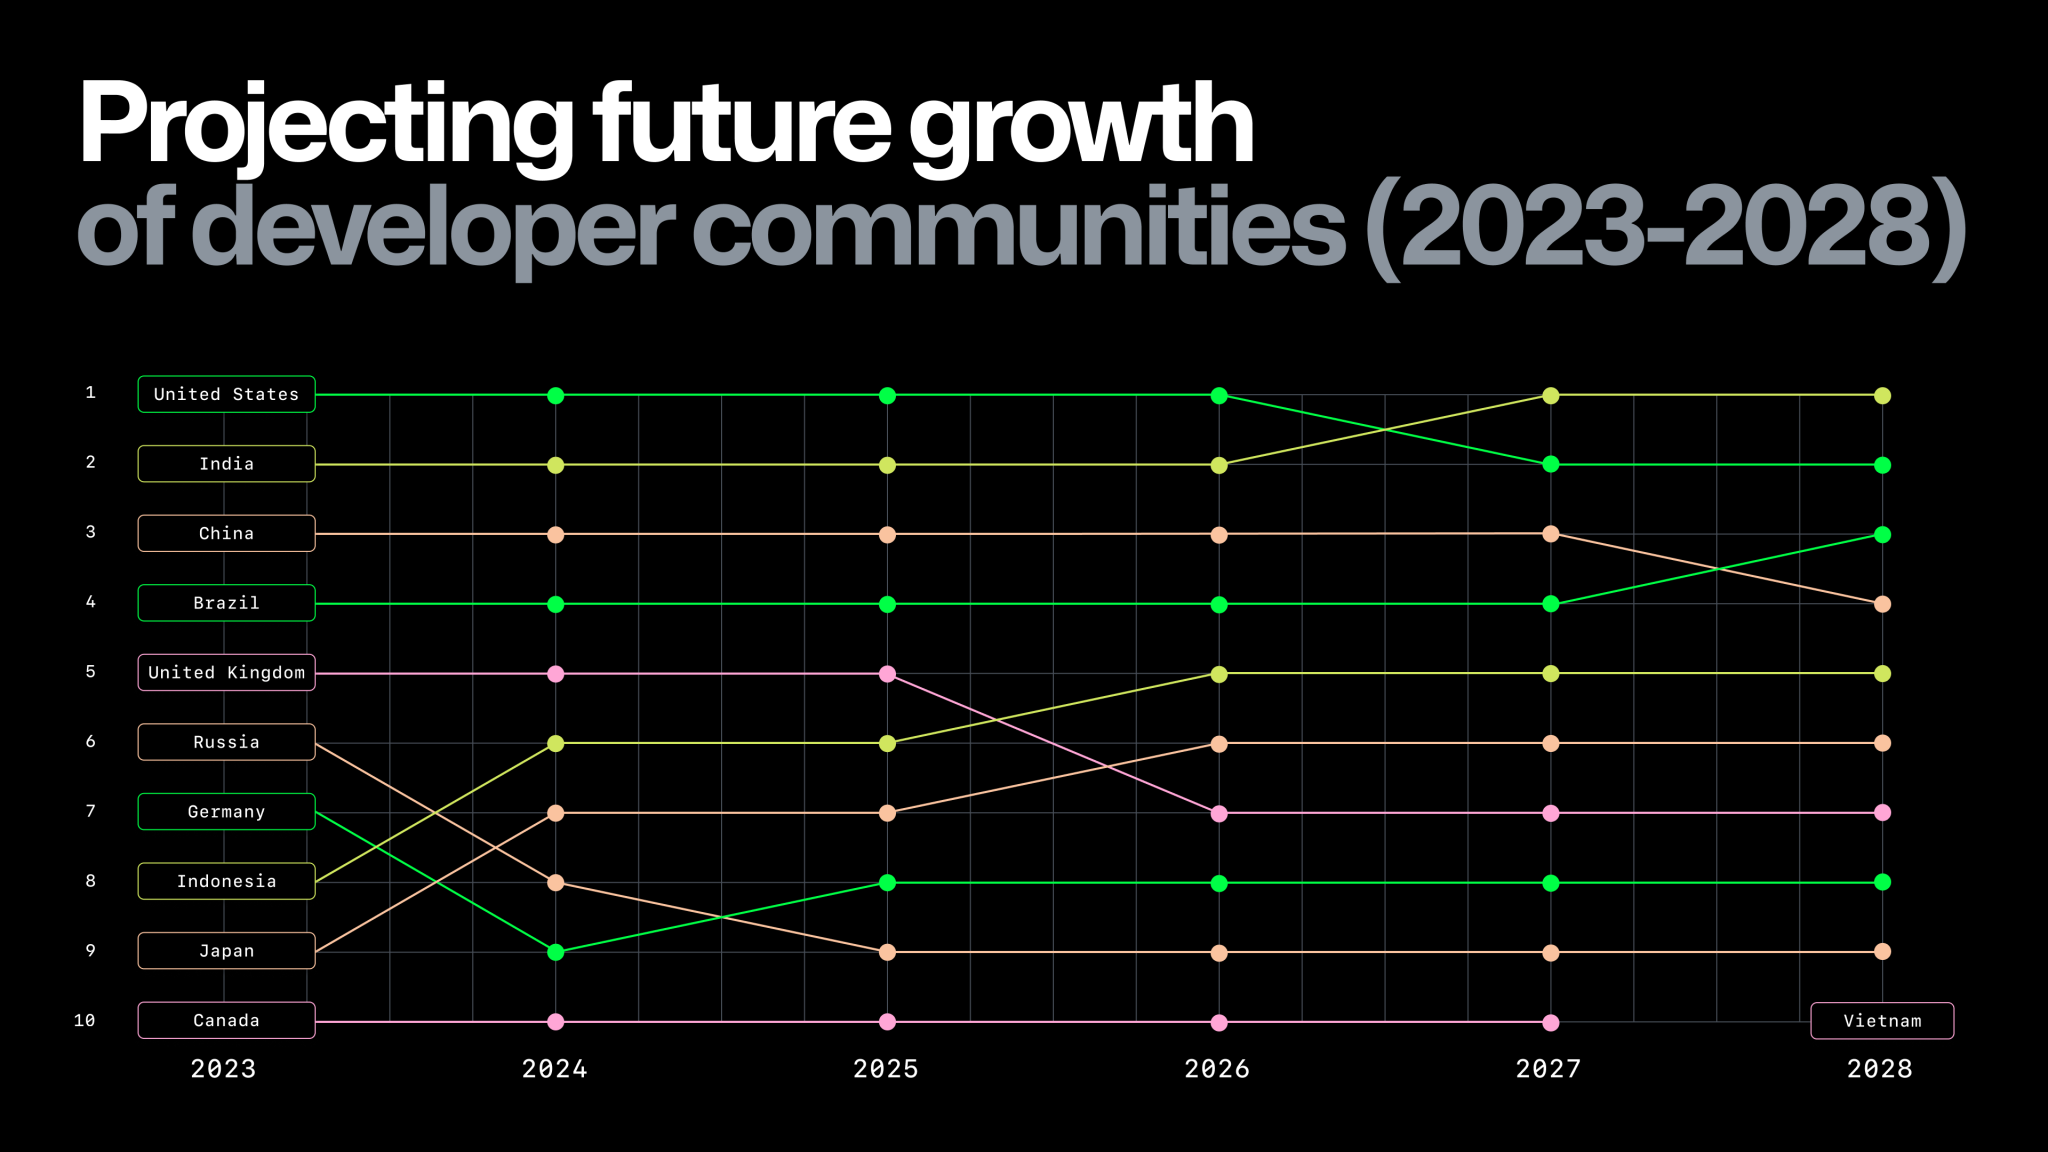 Projecting future growth
of developer communities (2023-2028)
1 United States
2 India
3 China
4 Brazil
5 United Kingdom
6 Russia
7 Germany
8 Indonesia
9 Japan
10 Canada Vietnam
2023 2024 2025 2026 2027 2028